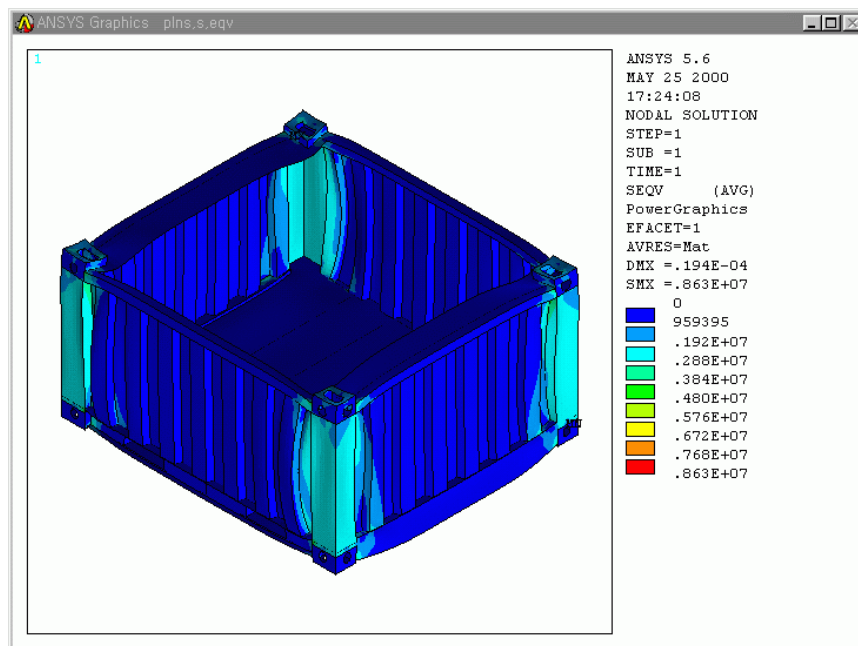 ANSYS Graphics plns,s,eqv
1
ANSYS 5.6
MAY 25 2000
17:24:08
NODAL SOLUTION
STEP=1
SUB =1
TIME=1
SEQV (AVG)
PowerGraphics
EFACET=1
AVRES=Mat
DMX =.194E-04
SMX =.863E+07
0
959395
.192E+07
.288E+07
.384E+07
.480E+07
.576E+07
.672E+07
.768E+07
.863E+07